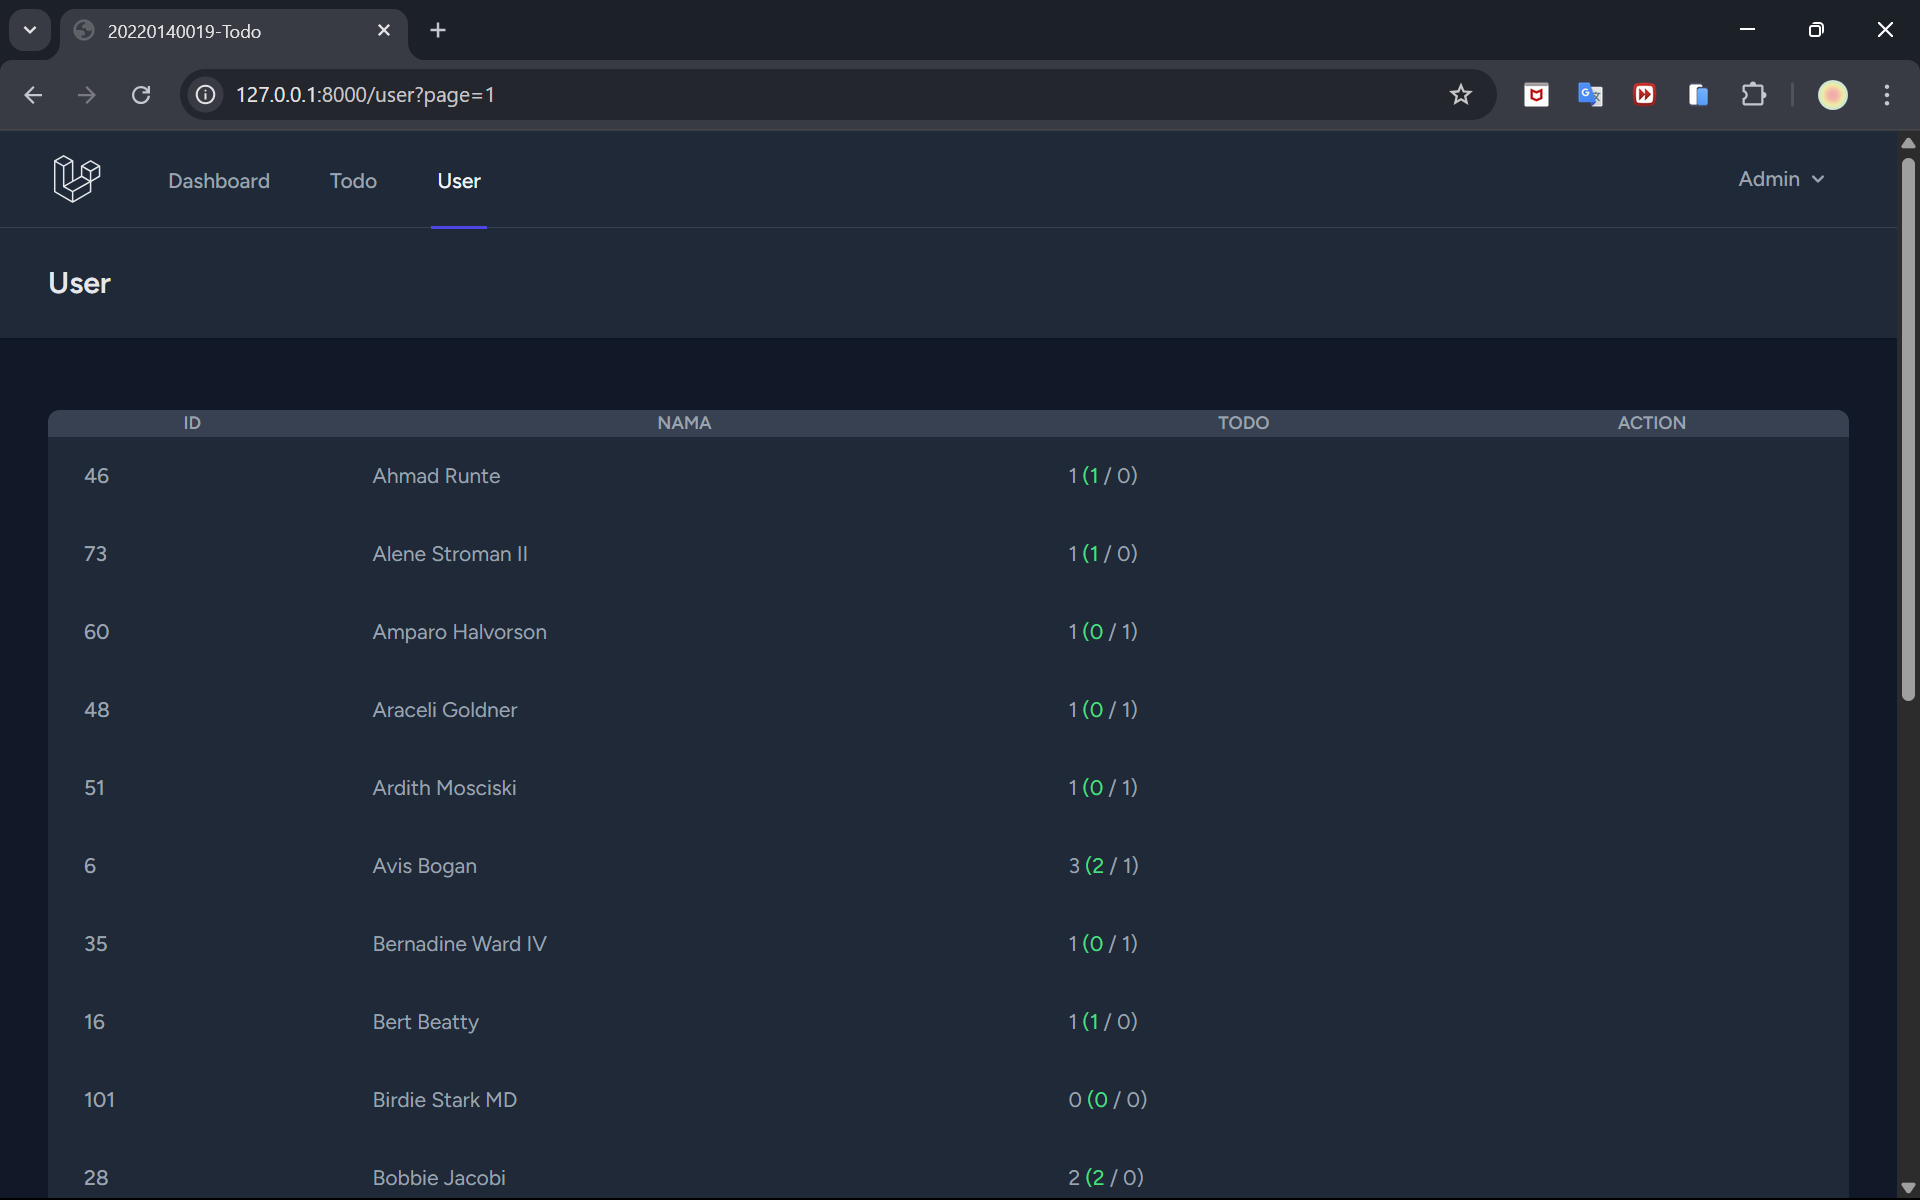 20220140019-Todo
127.0.0.1:8000/user?page=1
Dashboard Todo User Admin
User
ID NAMA TODO ACTION
46 Ahmad Runte 1 (1 / 0)
73 Alene Stroman II 1 (1 / 0)
60 Amparo Halvorson 1 (0 / 1)
48 Araceli Goldner 1 (0 / 1)
51 Ardith Mosciski 1 (0 / 1)
6 Avis Bogan 3 (2 / 1)
35 Bernadine Ward IV 1 (0 / 1)
16 Bert Beatty 1 (1 / 0)
101 Birdie Stark MD 0 (0 / 0)
28 Bobbie Jacobi 2 (2 / 0)